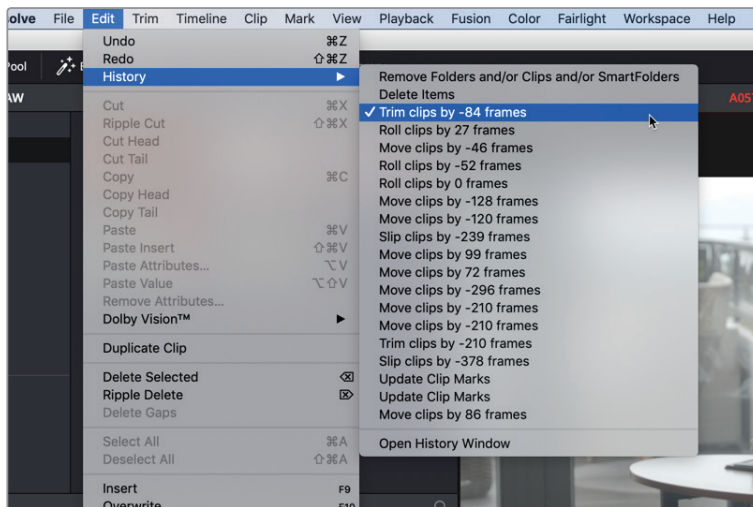 olve File Edit Trim Timeline Clip Mark View Playback Fusion Color Fairlight Workspace Help
Pool E
AW
A05
Undo ⌘Z
Redo ⇧⌘Z
History ▶
Cut ⌘X
Ripple Cut ⇧⌘X
Cut Head
Cut Tail
Copy ⌘C
Copy Head
Copy Tail
Paste ⌘V
Paste Insert ⇧⌘V
Paste Attributes... ⌥V
Paste Value ⌥⇧V
Remove Attributes...
Dolby Vision™ ▶
Duplicate Clip
Delete Selected ⌫
Ripple Delete ⌦
Delete Gaps
Select All ⌘A
Deselect All ⇧⌘A
Insert F9
Overwrite F10
Remove Folders and/or Clips and/or SmartFolders
Delete Items
✓ Trim clips by -84 frames
Roll clips by 27 frames
Move clips by -46 frames
Roll clips by -52 frames
Roll clips by 0 frames
Move clips by -128 frames
Move clips by -120 frames
Slip clips by -239 frames
Move clips by 99 frames
Move clips by 72 frames
Move clips by -296 frames
Move clips by -210 frames
Move clips by -210 frames
Trim clips by -210 frames
Slip clips by -378 frames
Update Clip Marks
Update Clip Marks
Move clips by 86 frames
Open History Window